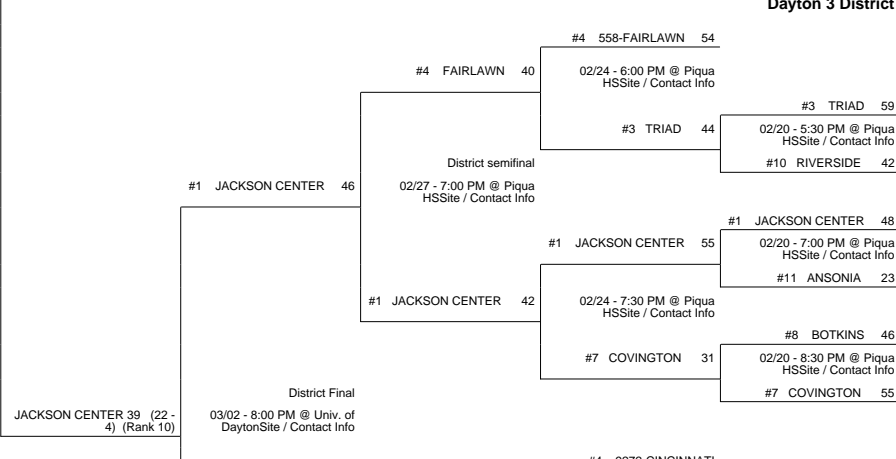 Dayton 3 District
#4 558-FAIRLAWN 54
#4 FAIRLAWN 40
02/24 - 6:00 PM @ Piqua
HSSite / Contact Info
#3 TRIAD 59
#3 TRIAD 44
02/20 - 5:30 PM @ Piqua
HSSite / Contact Info
District semifinal
#10 RIVERSIDE 42
#1 JACKSON CENTER 46
02/27 - 7:00 PM @ Piqua
HSSite / Contact Info
#1 JACKSON CENTER 48
#1 JACKSON CENTER 55
02/20 - 7:00 PM @ Piqua
HSSite / Contact Info
#11 ANSONIA 23
#1 JACKSON CENTER 42
02/24 - 7:30 PM @ Piqua
HSSite / Contact Info
#8 BOTKINS 46
#7 COVINGTON 31
02/20 - 8:30 PM @ Piqua
HSSite / Contact Info
District Final
#7 COVINGTON 55
JACKSON CENTER 39 (22 -
4) (Rank 10)
03/02 - 8:00 PM @ Univ. of
DaytonSite / Contact Info